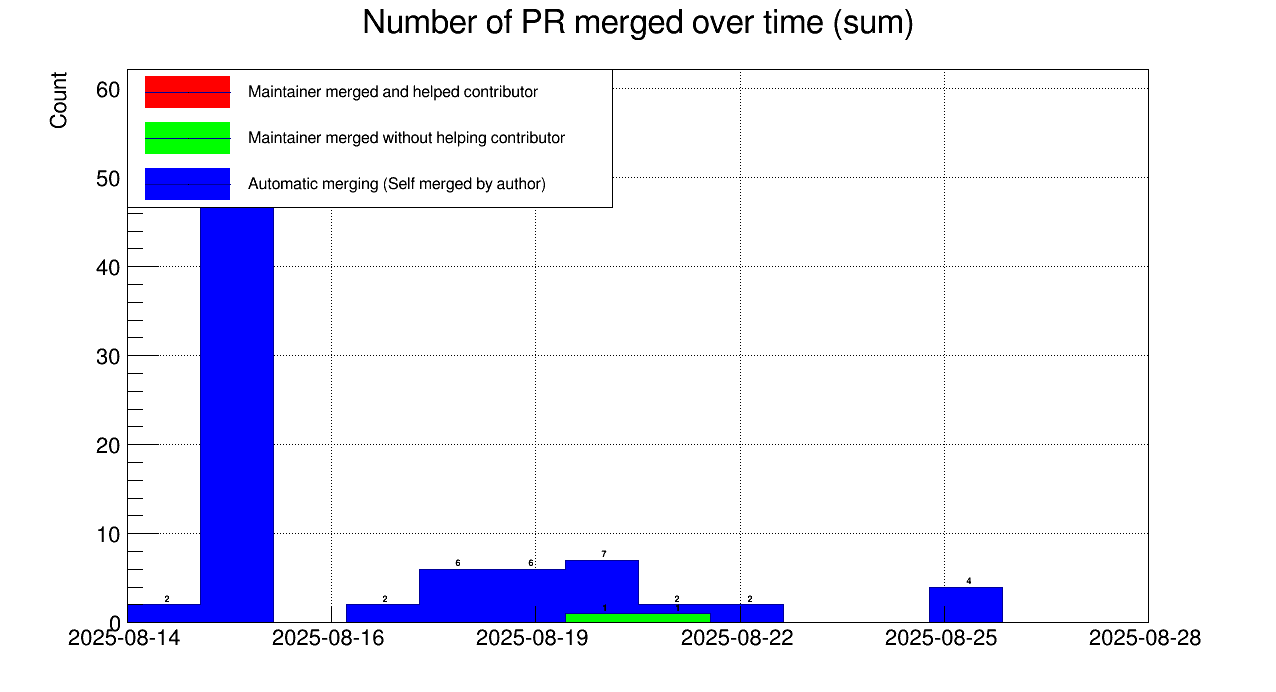 Number of PR merged over time (sum)
Count
Maintainer merged and helped contributor
Maintainer merged without helping contributor
Automatic merging (Self merged by author)
60
50
40
30
20
10
0
2 2 6 6 7 2 2 4
2025-08-14 2025-08-16 2025-08-19 2025-08-22 2025-08-25 2025-08-28